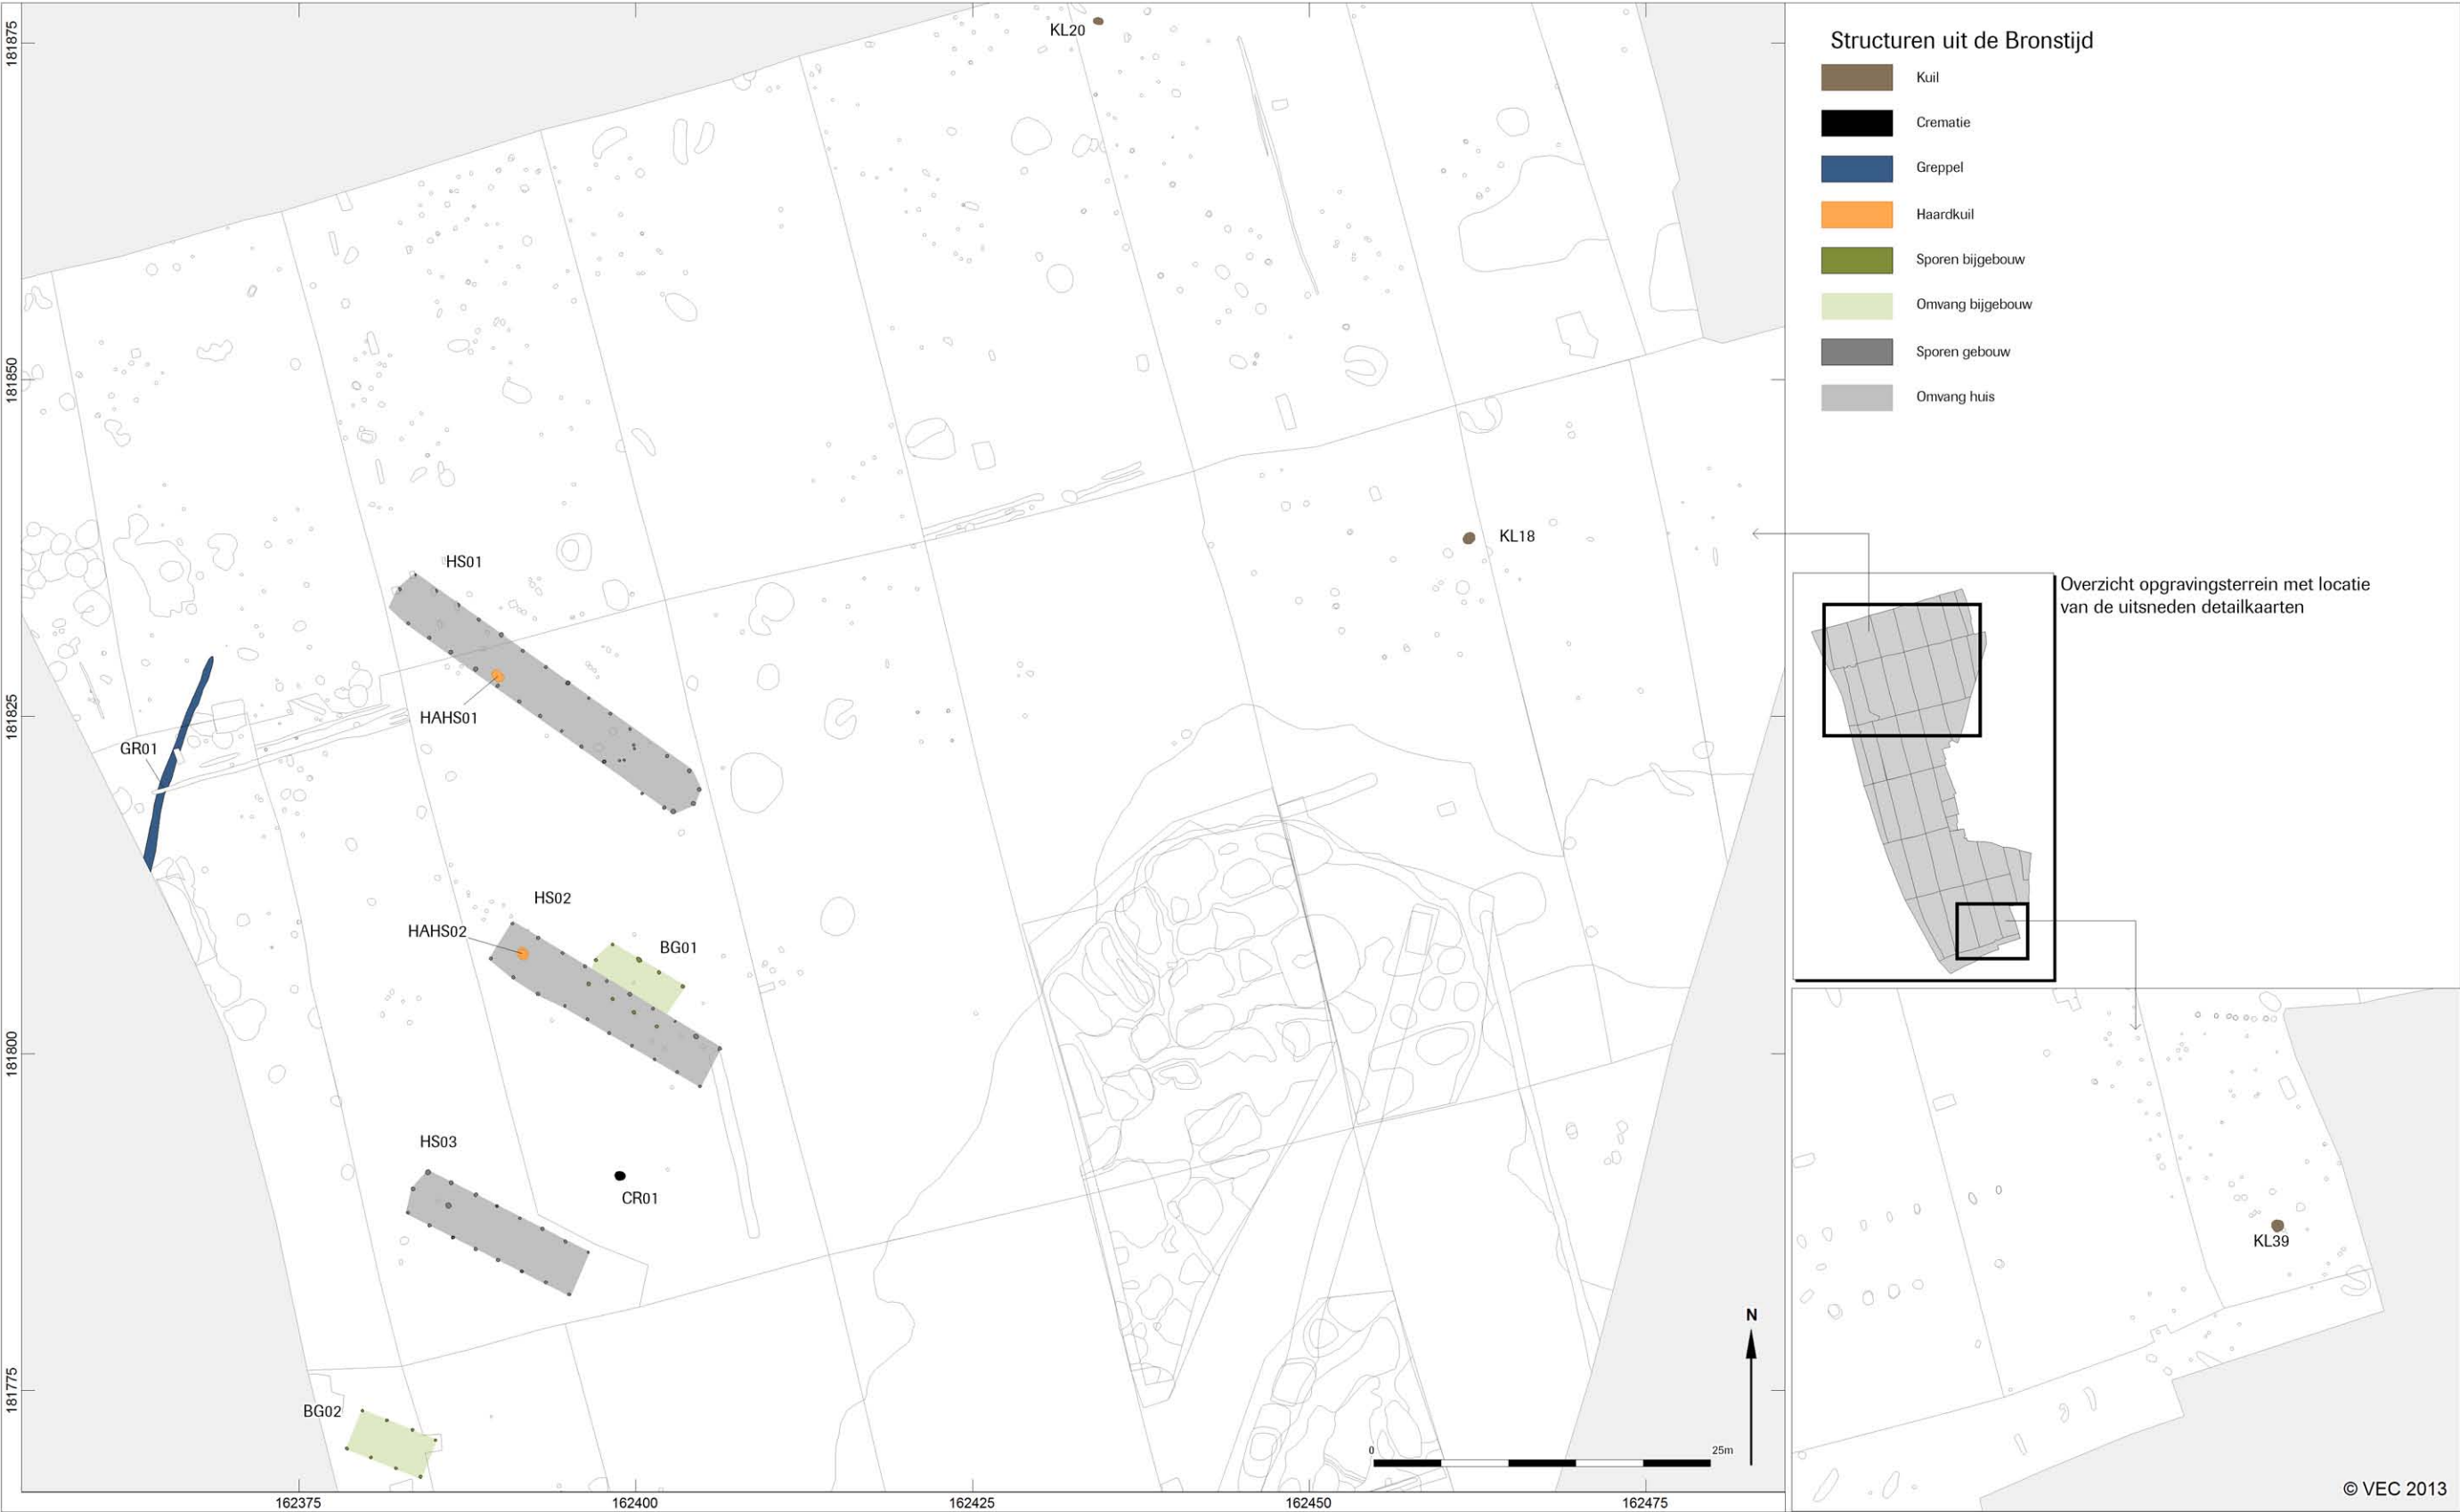 KL20
181875
Structuren uit de Bronstijd
Kuil
Crematie
Greppel
Haardkuil
Sporen bijgebouw
Omvang bijgebouw
Sporen gebouw
Omvang huis
181850
KL18
HS01
Overzicht opgravingsterrein met locatie
van de uitsneden detailkaarten
HAHS01
181825
GR01
HS02
HAHS02
BG01
181800
HS03
CR01
KL39
N
181775
BG02
0 25m
© VEC 2013
162375 162400 162425 162450 162475